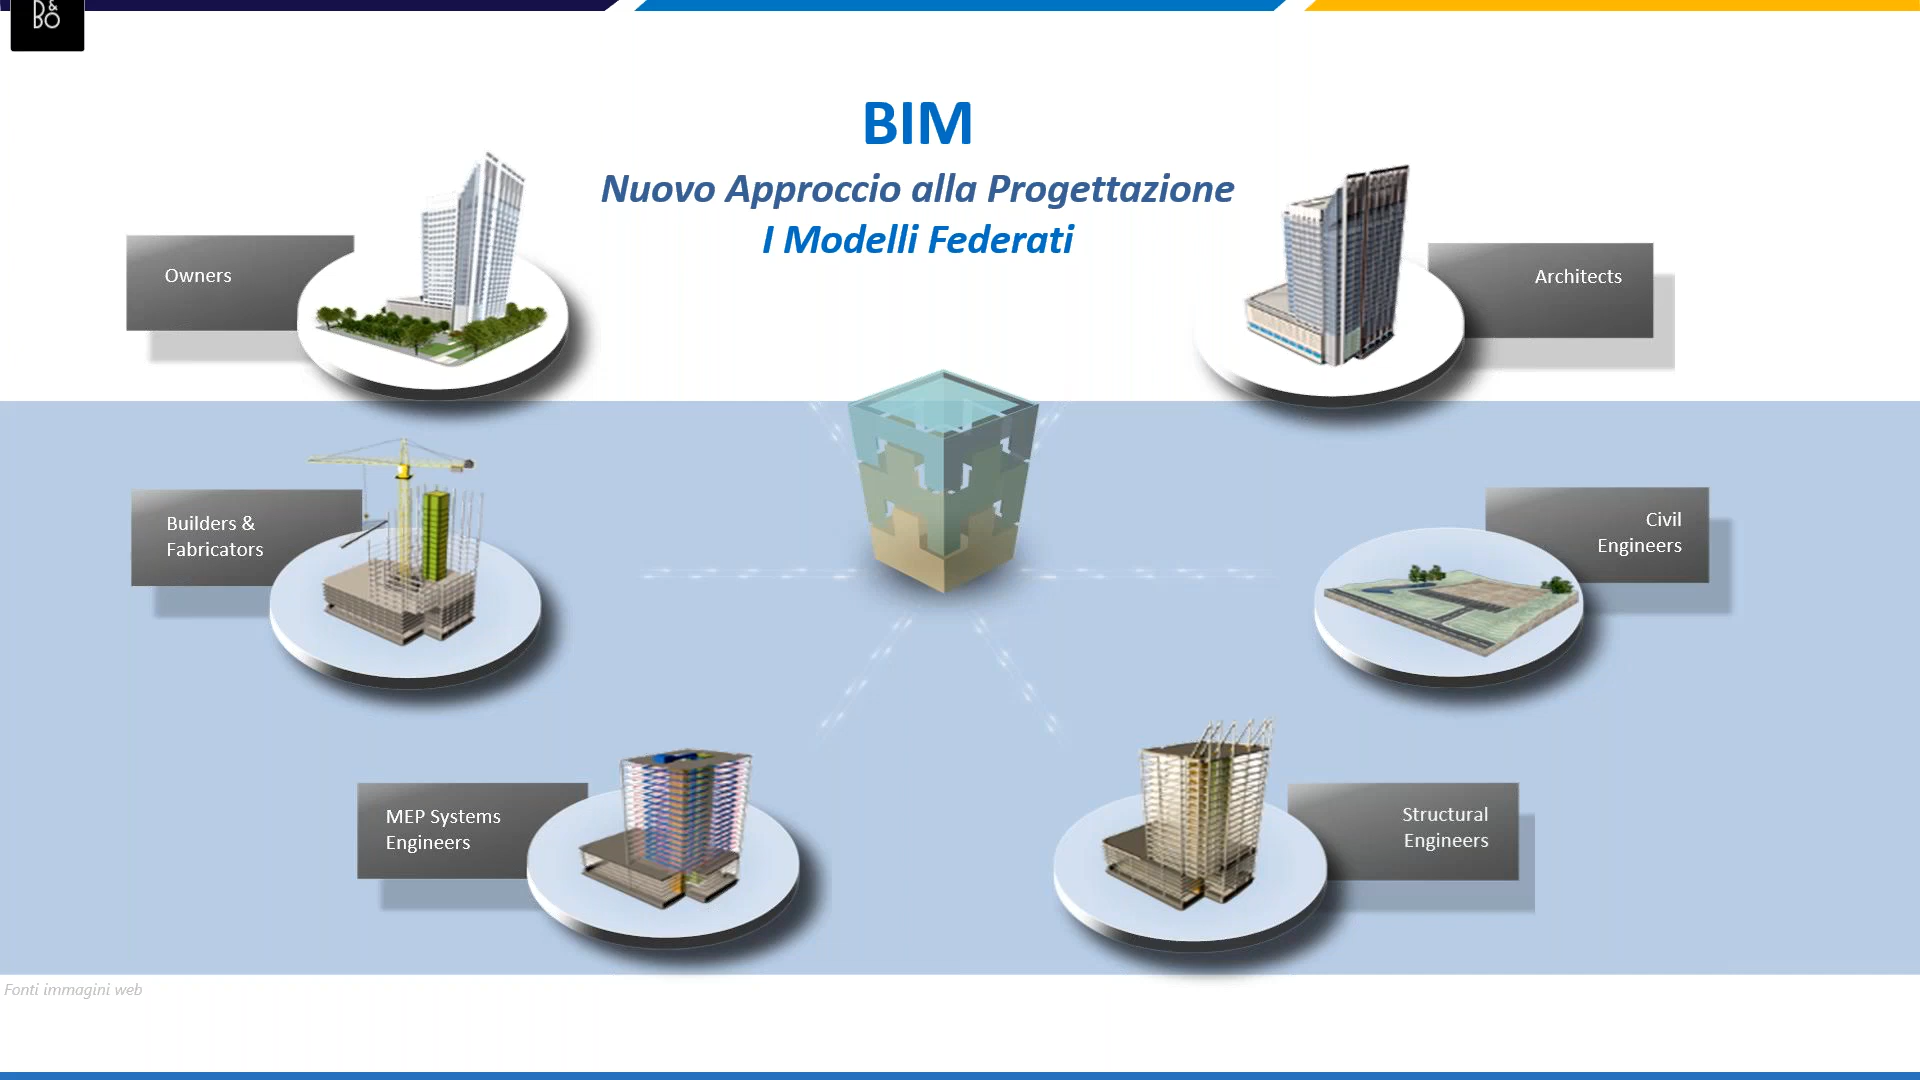 B&
BO
BIM
Nuovo Approccio alla Progettazione
I Modelli Federati
Owners
Architects
Builders &
Fabricators
Civil
Engineers
MEP Systems
Engineers
Structural
Engineers
Fonti immagini web